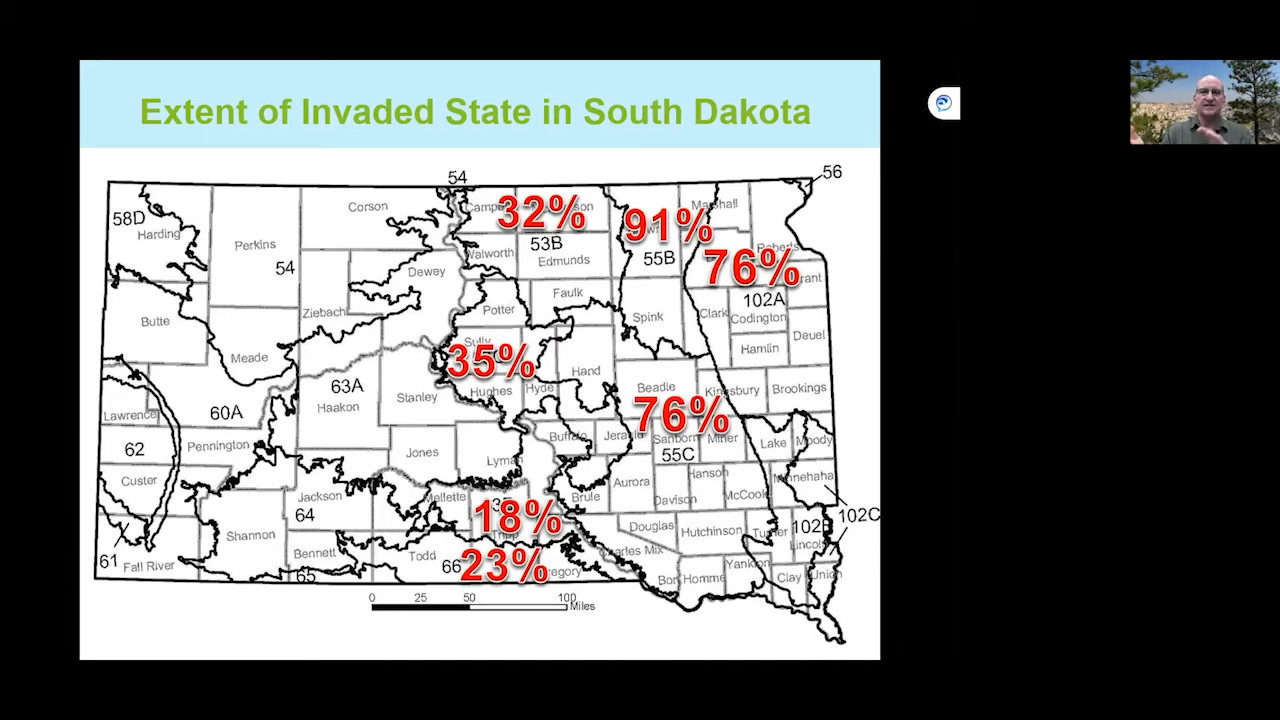 Extent of Invaded State in South Dakota
54
56
58D
Harding
Corson
32%
91%
Marshall
Perkins
54
Dewey
Walworth
53B
Edmunds
55B
76%
Roberts
Ziebach
Potter
Faulk
Spink
Clark
102A
Codington
Butte
Deuel
Meade
Sully
35%
Hand
Hamlin
63A
Haakon
Stanley
Hughes
Hyde
Beadle
Kingsbury
Brookings
Lawrence
60A
76%
62
Pennington
Jones
Lyman
Buffalo
Jerauld
Sanborn
Miner
55C
Lake
Moody
Custer
Jackson
Mellette
Brule
Aurora
Hanson
Davison
McCook
Minnehaha
64
18%
Tripp
102C
Shannon
Douglas
Hutchinson
Turner
102B
Lincoln
61
Fall River
Bennett
65
Todd
66
23%
Charles Mix
Bon Homme
Yankton
Clay
Union
0 25 50 100
Miles